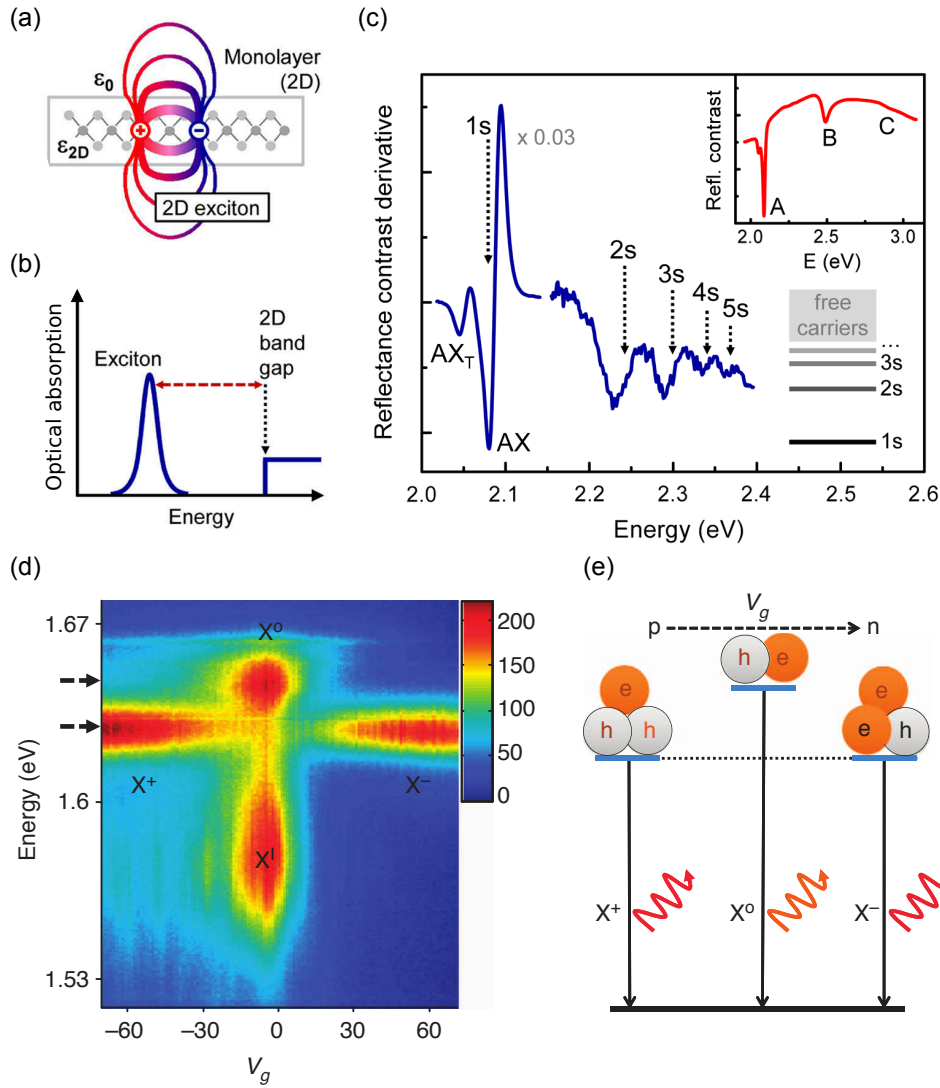 (a)
Monolayer
(2D)
ε0
+
−
ε2D
2D exciton
(b)
Optical absorption
Exciton
2D
band
gap
Energy
(c)
Reflectance contrast derivative
1s
x 0.03
AXT
AX
2s
3s
4s
5s
2.0
2.1
2.2
2.3
2.4
2.5
2.6
Energy (eV)
Refl. contrast
A
B
C
2.0
2.5
3.0
E (eV)
free
carriers
...
3s
2s
1s
(d)
Energy (eV)
1.67
1.6
1.53
X⁰
X⁺
X⁻
Xᴵ
200
150
100
50
0
−60
−30
0
30
60
Vg
(e)
Vg
p
n
h
e
e
h
h
e
e
h
X⁺
X⁰
X⁻